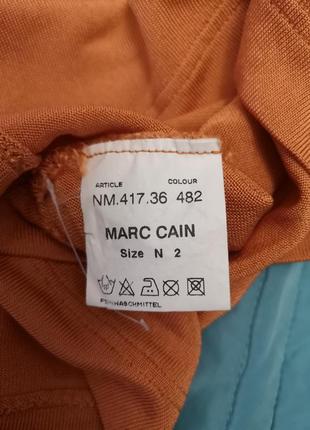 ARTICLE COLOUR
NM.417.36 482
MARC CAIN
Size N 2
FEINWASCHMITTEL